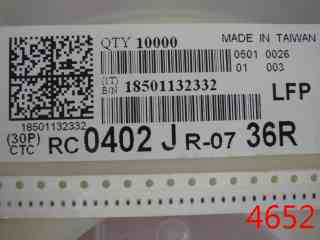 QTY 10000
MADE IN TAIWAN
0501 0026
01 003
(1T)
B/N 18501132332
LFP
18501132332
(30P)
CTC
RC 0402 J R-07 36R
4652